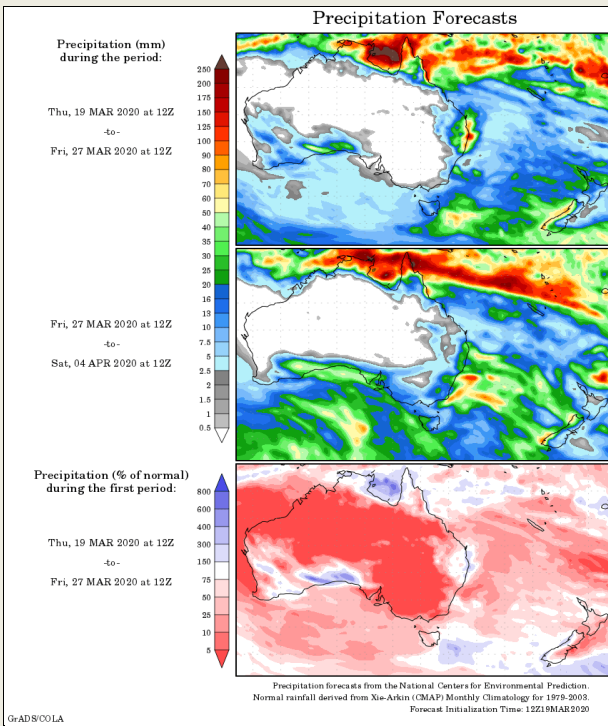 Precipitation Forecasts
Precipitation (mm)
during the period:
Thu, 19 MAR 2020 at 12Z
-to-
Fri, 27 MAR 2020 at 12Z
250
200
175
150
125
100
90
80
70
60
50
40
35
30
25
20
16
13
10
7.5
5
2.5
2
1.5
1
0.5
Fri, 27 MAR 2020 at 12Z
-to-
Sat, 04 APR 2020 at 12Z
Precipitation (% of normal)
during the first period:
Thu, 19 MAR 2020 at 12Z
-to-
Fri, 27 MAR 2020 at 12Z
800
600
400
300
150
75
50
25
10
5
Precipitation forecasts from the National Centers for Environmental Prediction.
Normal rainfall derived from Xie-Arkin (CMAP) Monthly Climatology for 1979-2003.
Forecast Initialization Time: 12Z19MAR2020
GrADS/COLA